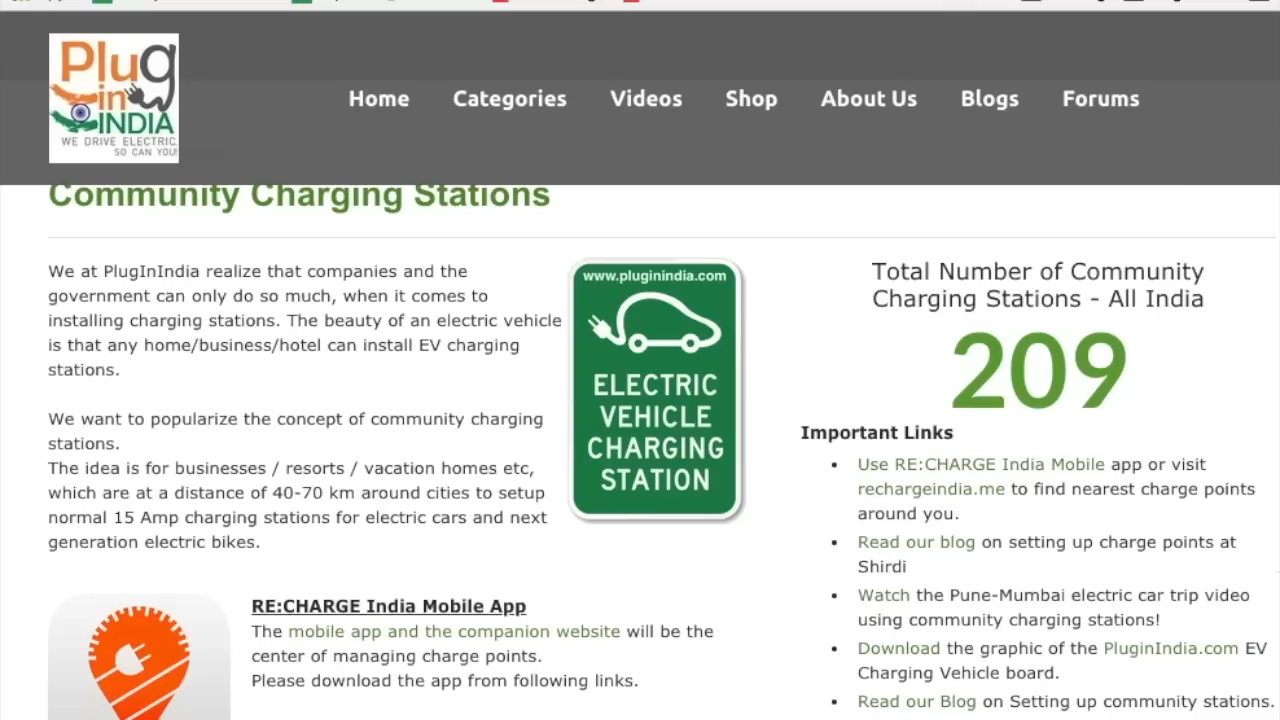 Plug
in
INDIA
WE DRIVE ELECTRIC.
SO CAN YOU!
Home Categories Videos Shop About Us Blogs Forums
Community Charging Stations
We at PlugInIndia realize that companies and the
government can only do so much, when it comes to
installing charging stations. The beauty of an electric vehicle
is that any home/business/hotel can install EV charging
stations.
We want to popularize the concept of community charging
stations.
The idea is for businesses / resorts / vacation homes etc,
which are at a distance of 40-70 km around cities to setup
normal 15 Amp charging stations for electric cars and next
generation electric bikes.
www.pluginindia.com
ELECTRIC
VEHICLE
CHARGING
STATION
Total Number of Community
Charging Stations - All India
209
Important Links
Use RE:CHARGE India Mobile app or visit
rechargeindia.me to find nearest charge points
around you.
Read our blog on setting up charge points at
Shirdi
Watch the Pune-Mumbai electric car trip video
using community charging stations!
Download the graphic of the PluginIndia.com EV
Charging Vehicle board.
Read our Blog on Setting up community stations.
RE:CHARGE India Mobile App
The mobile app and the companion website will be the
center of managing charge points.
Please download the app from following links.